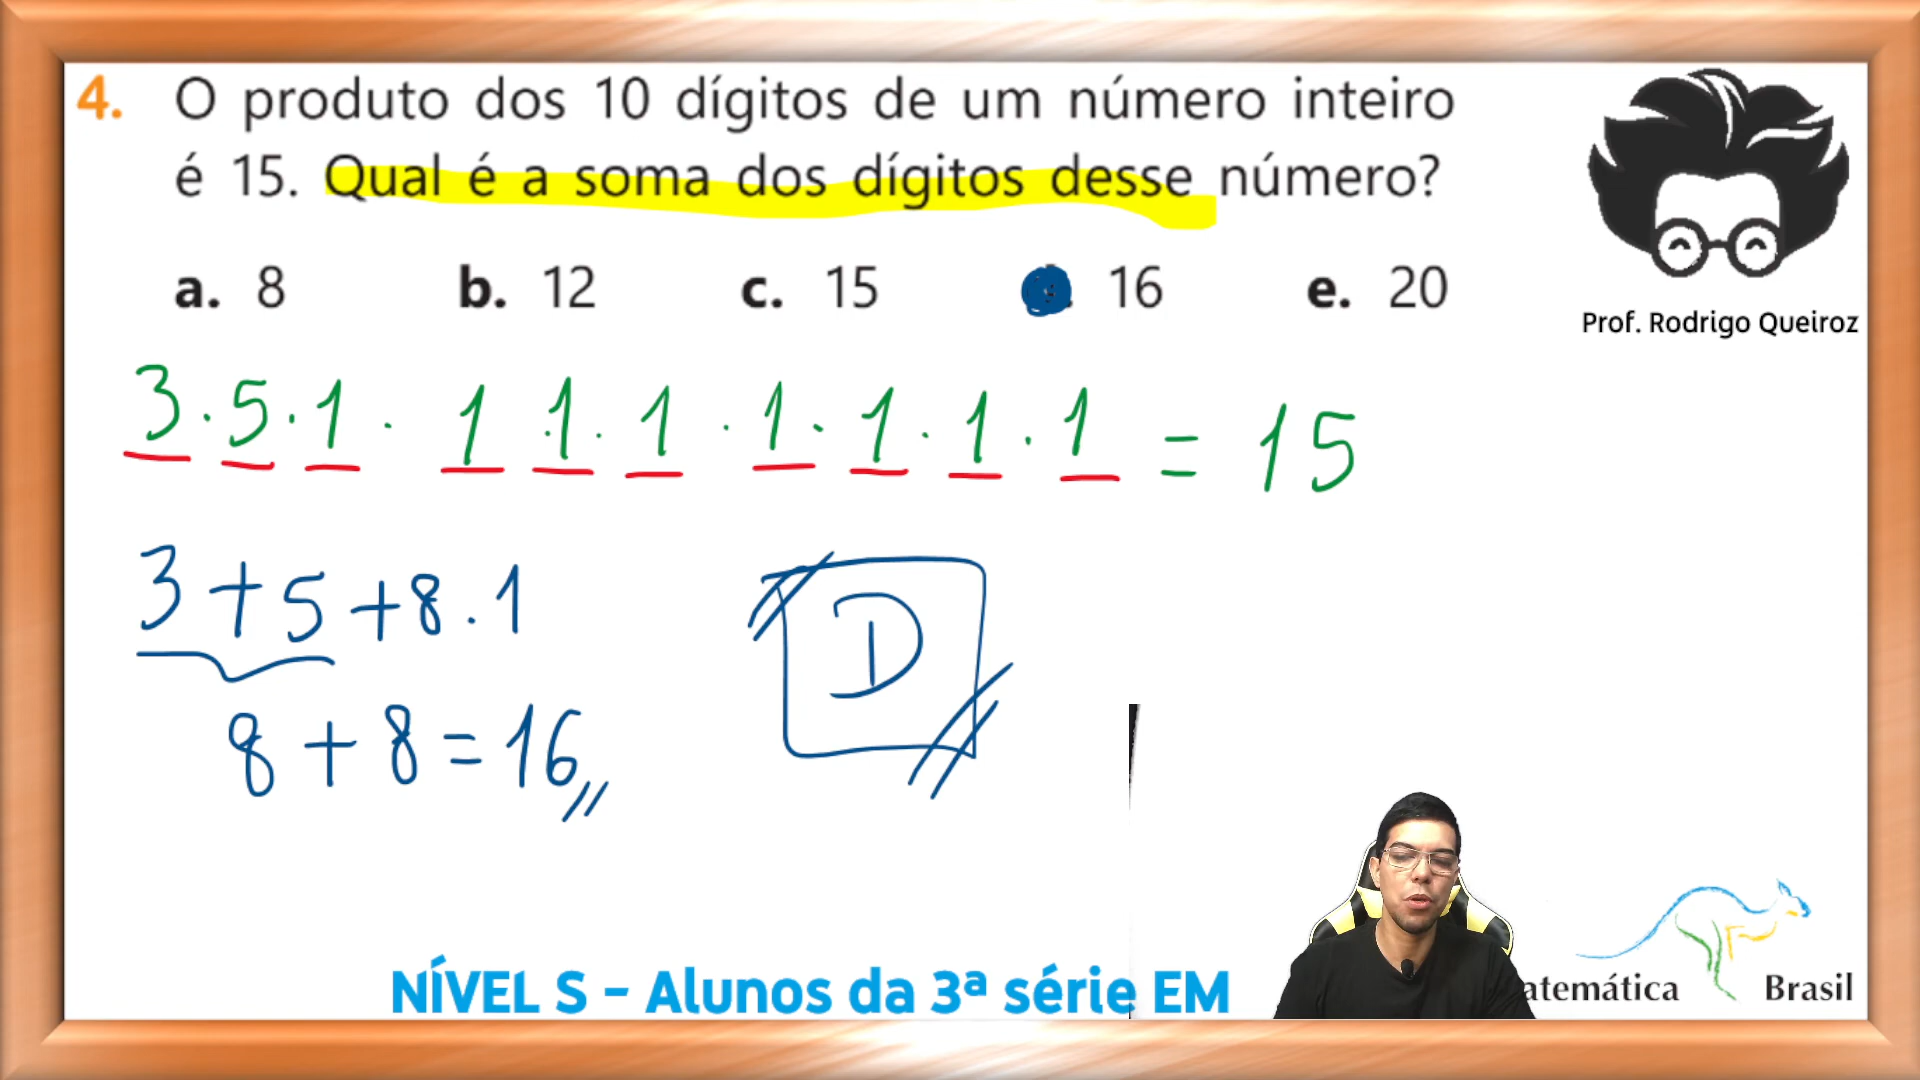 4. O produto dos 10 dígitos de um número inteiro
é 15. Qual é a soma dos dígitos desse número?
a. 8 b. 12 c. 15 16 e. 20
Prof. Rodrigo Queiroz
3 . 5 . 1 . 1 . 1 . 1 . 1 . 1 . 1 . 1 = 15
3 + 5 + 8 . 1
D
8 + 8 = 16
NÍVEL S - Alunos da 3ª série EM
atemática Brasil